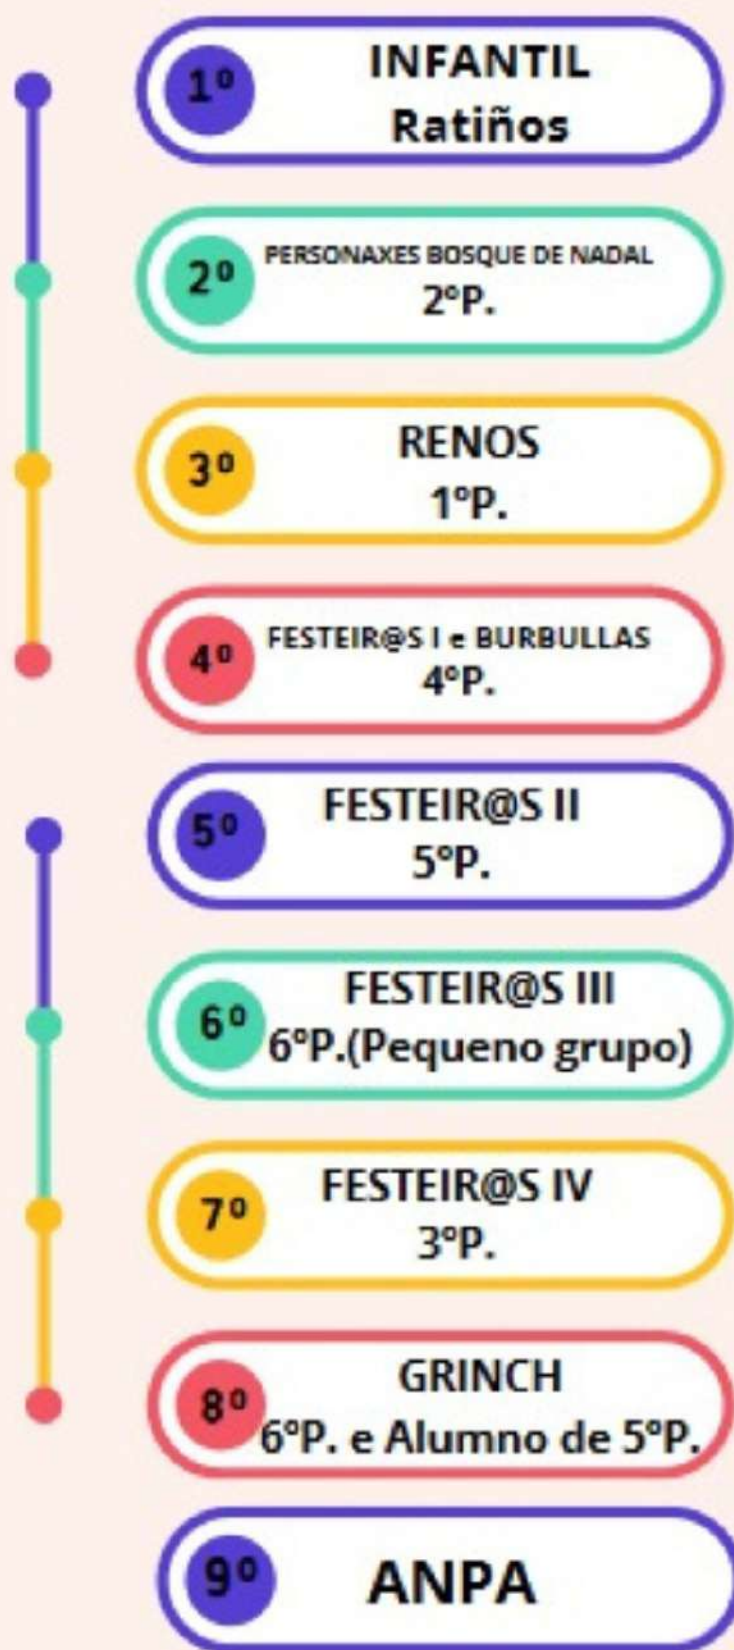 1º
INFANTIL
Ratiños
2º
PERSONAXES BOSQUE DE NADAL
2ºP.
3º
RENOS
1ºP.
4º
FESTEIR@S I e BURBULLAS
4ºP.
5º
FESTEIR@S II
5ºP.
6º
FESTEIR@S III
6ºP.(Pequeno grupo)
7º
FESTEIR@S IV
3ºP.
8º
GRINCH
6ºP. e Alumno de 5ºP.
9º
ANPA